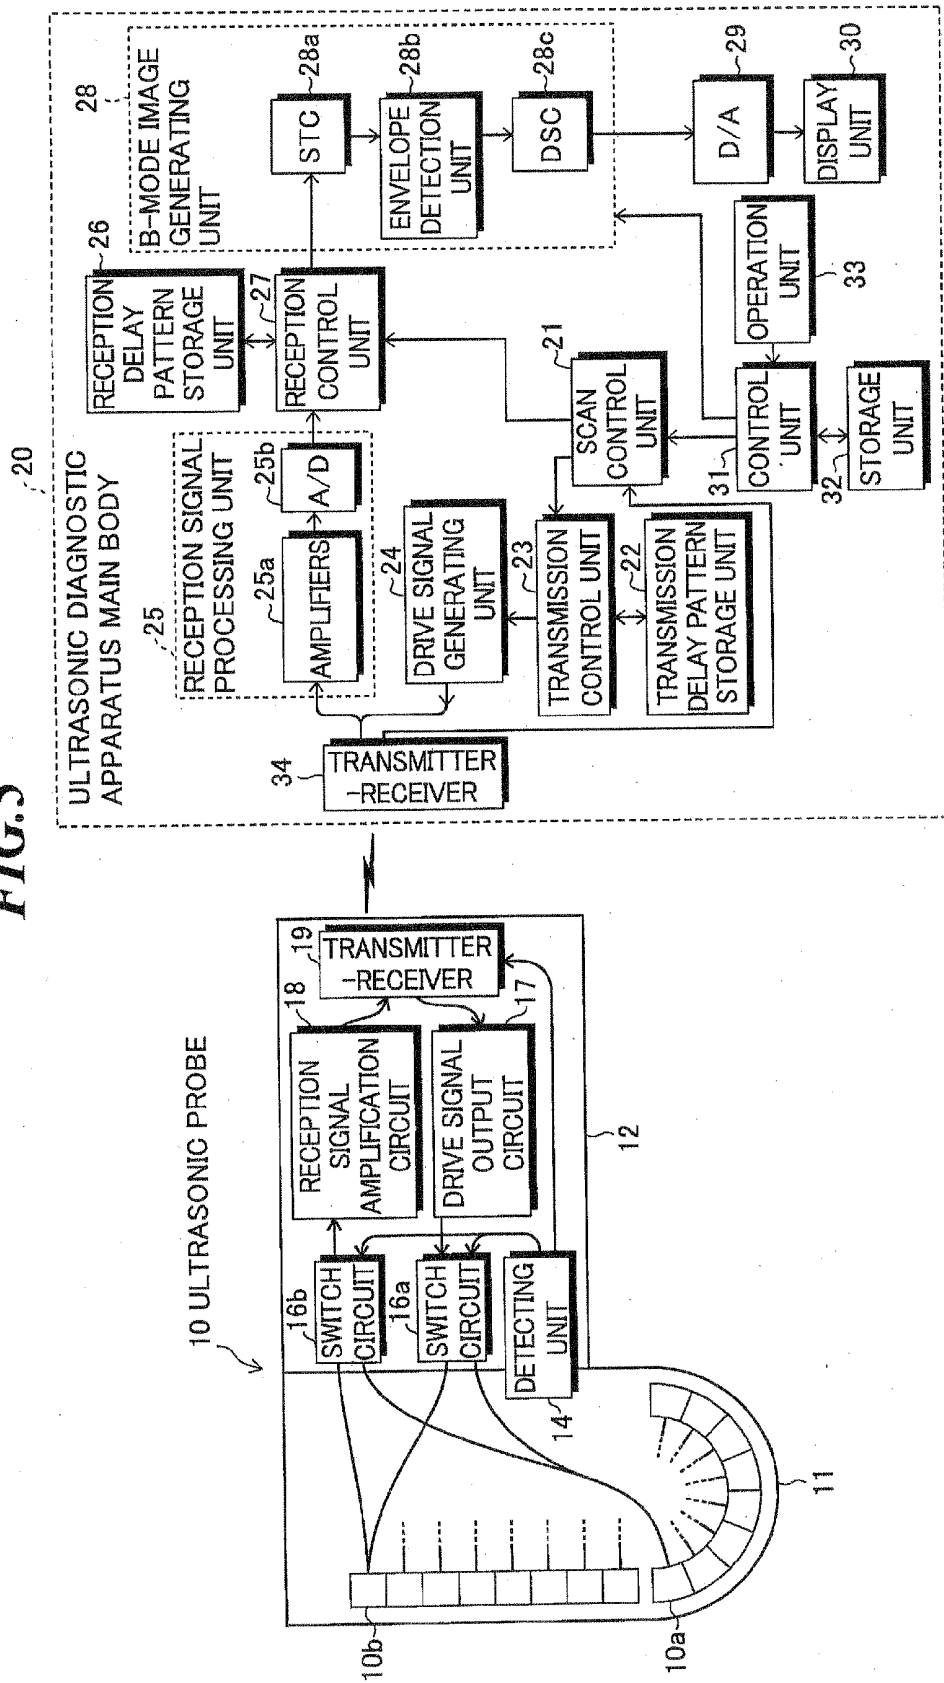 FIG.3
10 ULTRASONIC PROBE
10b
10a
11
12
16b
SWITCH
CIRCUIT
16a
SWITCH
CIRCUIT
DETECTING
UNIT
14
18
RECEPTION
SIGNAL
AMPLIFICATION
CIRCUIT
DRIVE SIGNAL
OUTPUT
CIRCUIT
17
19
TRANSMITTER
-RECEIVER
20
ULTRASONIC DIAGNOSTIC
APPARATUS MAIN BODY
34
TRANSMITTER
-RECEIVER
25
RECEPTION SIGNAL
PROCESSING UNIT
25a
AMPLIFIERS
25b
A/D
24
DRIVE SIGNAL
GENERATING
UNIT
23
TRANSMISSION
CONTROL UNIT
22
TRANSMISSION
DELAY PATTERN
STORAGE UNIT
26
RECEPTION
DELAY
PATTERN
STORAGE
UNIT
27
RECEPTION
CONTROL
UNIT
21
SCAN
CONTROL
UNIT
31
CONTROL
UNIT
32
STORAGE
UNIT
OPERATION
UNIT
33
28
B-MODE IMAGE
GENERATING
UNIT
STC
28a
ENVELOPE
DETECTION
UNIT
28b
DSC
28c
D/A
29
DISPLAY
UNIT
30